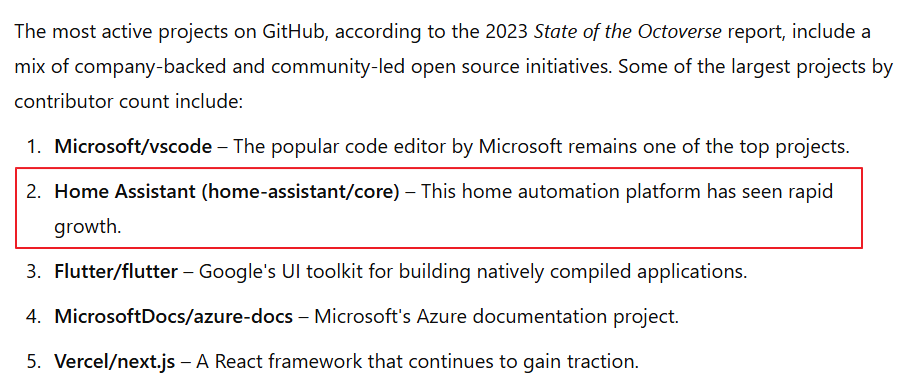 The most active projects on GitHub, according to the 2023 State of the Octoverse report, include a
mix of company-backed and community-led open source initiatives. Some of the largest projects by
contributor count include:
1. Microsoft/vscode – The popular code editor by Microsoft remains one of the top projects.
2. Home Assistant (home-assistant/core) – This home automation platform has seen rapid
growth.
3. Flutter/flutter – Google's UI toolkit for building natively compiled applications.
4. MicrosoftDocs/azure-docs – Microsoft's Azure documentation project.
5. Vercel/next.js – A React framework that continues to gain traction.